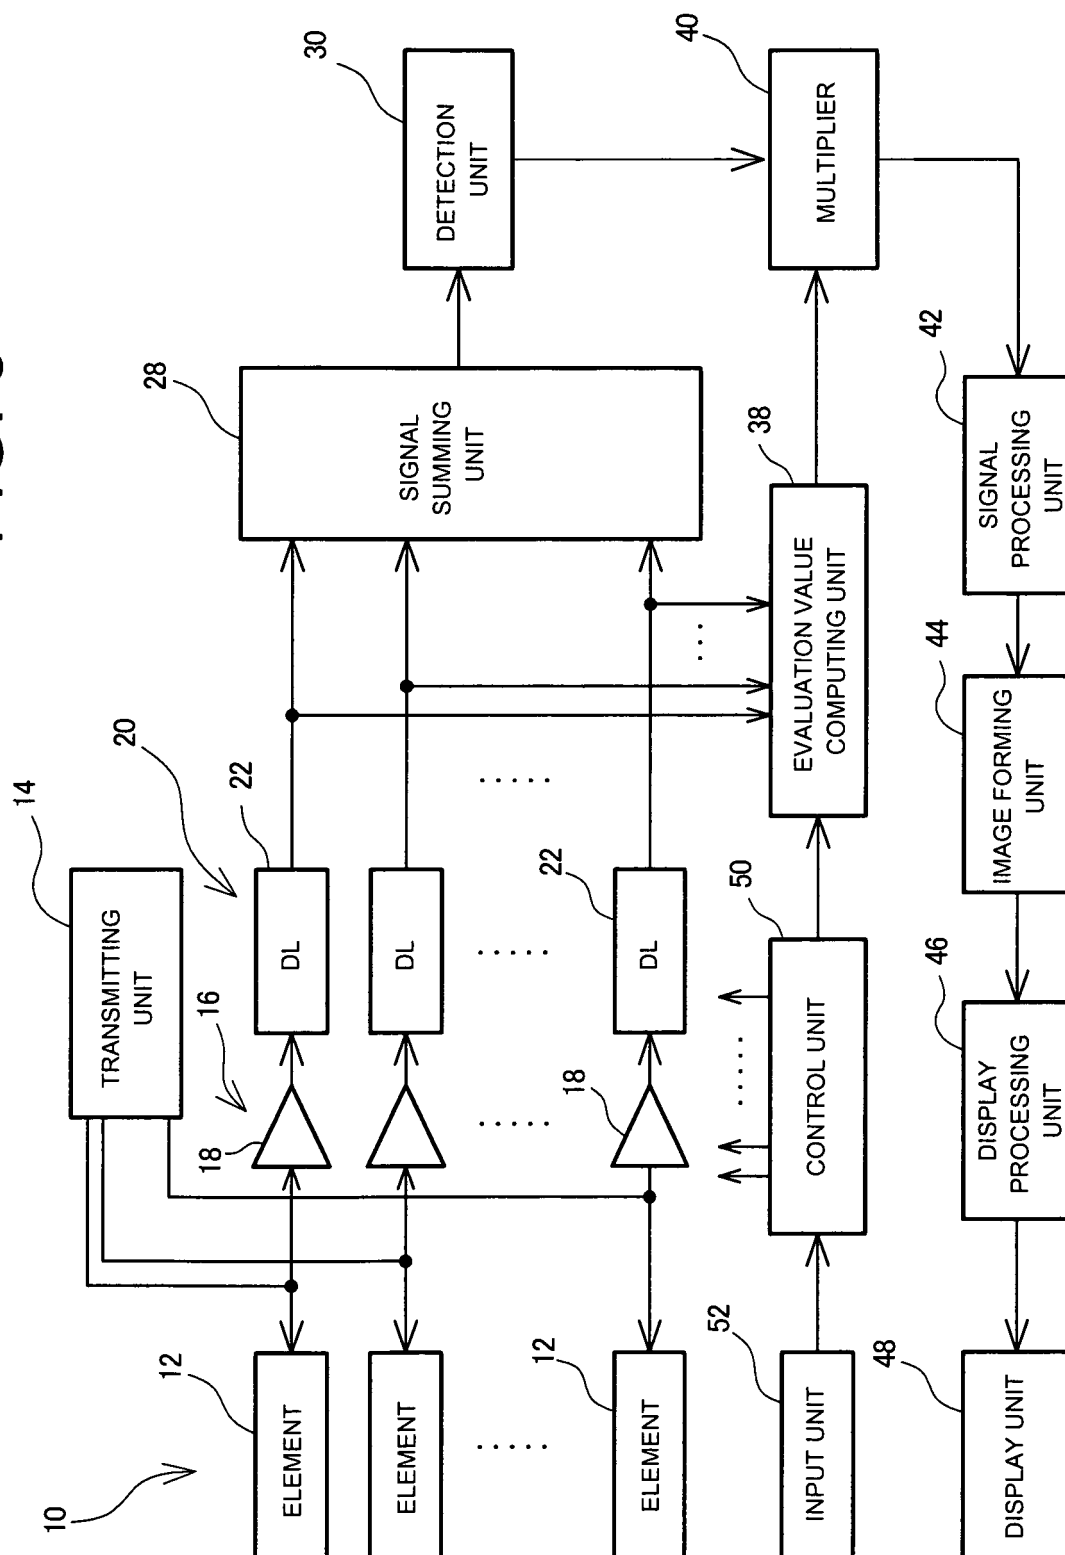 10
14
TRANSMITTING
UNIT
12
ELEMENT
18
16
DL
22
20
28
30
ELEMENT
DL
SIGNAL
SUMMING
UNIT
DETECTION
UNIT
12
ELEMENT
18
22
DL
52
INPUT UNIT
50
CONTROL UNIT
38
EVALUATION VALUE
COMPUTING UNIT
40
MULTIPLIER
48
DISPLAY UNIT
46
DISPLAY
PROCESSING
UNIT
44
IMAGE FORMING
UNIT
42
SIGNAL
PROCESSING
UNIT